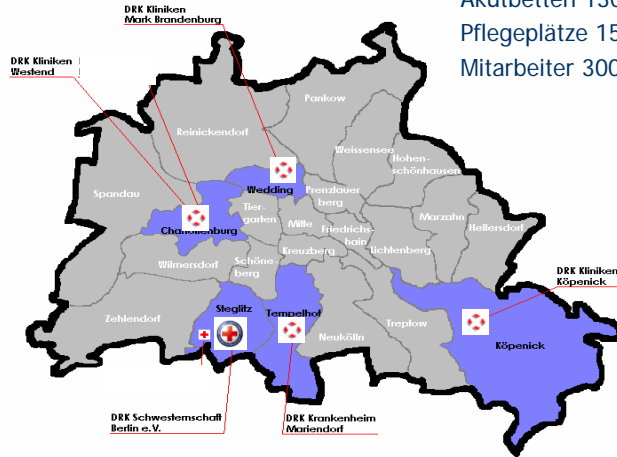 DRK Kliniken
Mark Brandenburg
Akutbetten 130
Pflegeplätze 15
Mitarbeiter 300
DRK Kliniken
Westend
Pankow
Reinickendorf
Weissensee
Hohen-
schönhausen
Spandau
Wedding
Prenzlauer
berg
Tier-
garten
Mitte
Friedrichs-
hain
Marzahn
Hellersdorf
Charlottenburg
Kreuzberg
Lichtenberg
Wilmersdorf
Schöne-
berg
DRK Kliniken
Köpenick
Zehlendorf
Steglitz
Tempelhof
Neukölln
Treptow
Köpenick
DRK Schwesternschaft
Berlin e.V.
DRK Krankenheim
Mariendorf